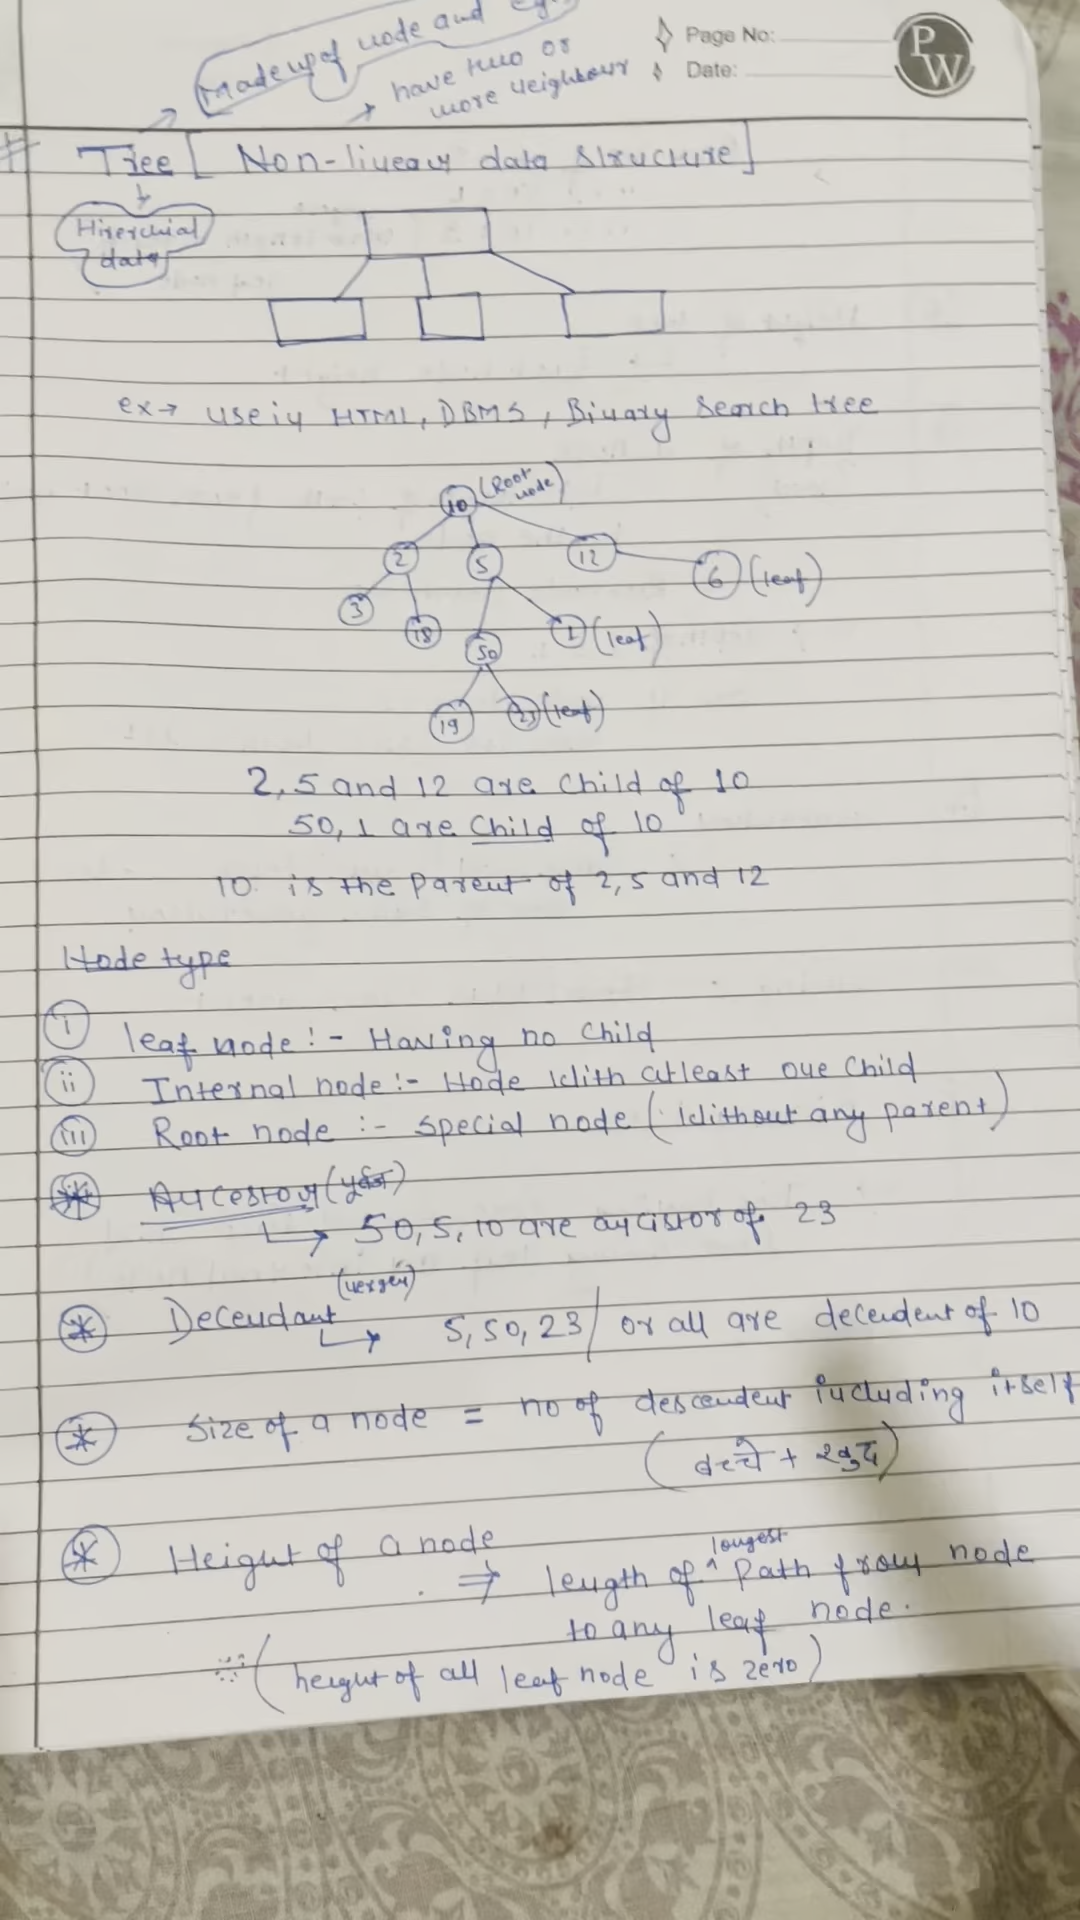 Page No:
Date:
PW
made up of node and
have two or
more neighbour
# Tree [ Non-linear data structure]
Hirerchial
data
ex → use in HTML, DBMS, Binary Search tree
10 (Root
node)
2 5 12
6 (leaf)
3 18 50 1 (leaf)
19 23 (leaf)
2, 5 and 12 are child of 10
50, 1 are child of 10
10 is the parent of 2, 5 and 12
Node type
(i) leaf node :- Having no child
(ii) Internal node :- Node With atleast one child
(iii) Root node :- special node ( Without any parent)
* Ancestor (पूर्वज)
↳ 50, 5, 10 are ancistor of 23
* Decendant
↳ 5, 50, 23 / or all are decendent of 10
* Size of a node = no of descendent including itself
(बच्चे + खुद)
* Height of a node
⇒ length of longest Path from node
to any leaf node.
∵ (height of all leaf node is zero)